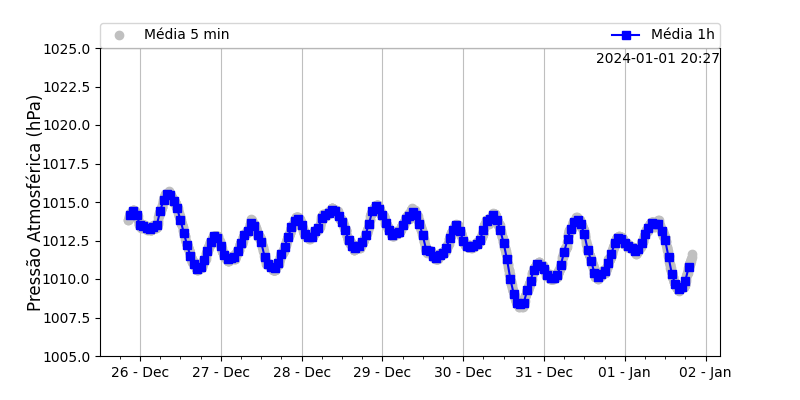 Média 5 min
Média 1h
2024-01-01 20:27
Pressão Atmosférica (hPa)
1025.0
1022.5
1020.0
1017.5
1015.0
1012.5
1010.0
1007.5
1005.0
26 - Dec
27 - Dec
28 - Dec
29 - Dec
30 - Dec
31 - Dec
01 - Jan
02 - Jan